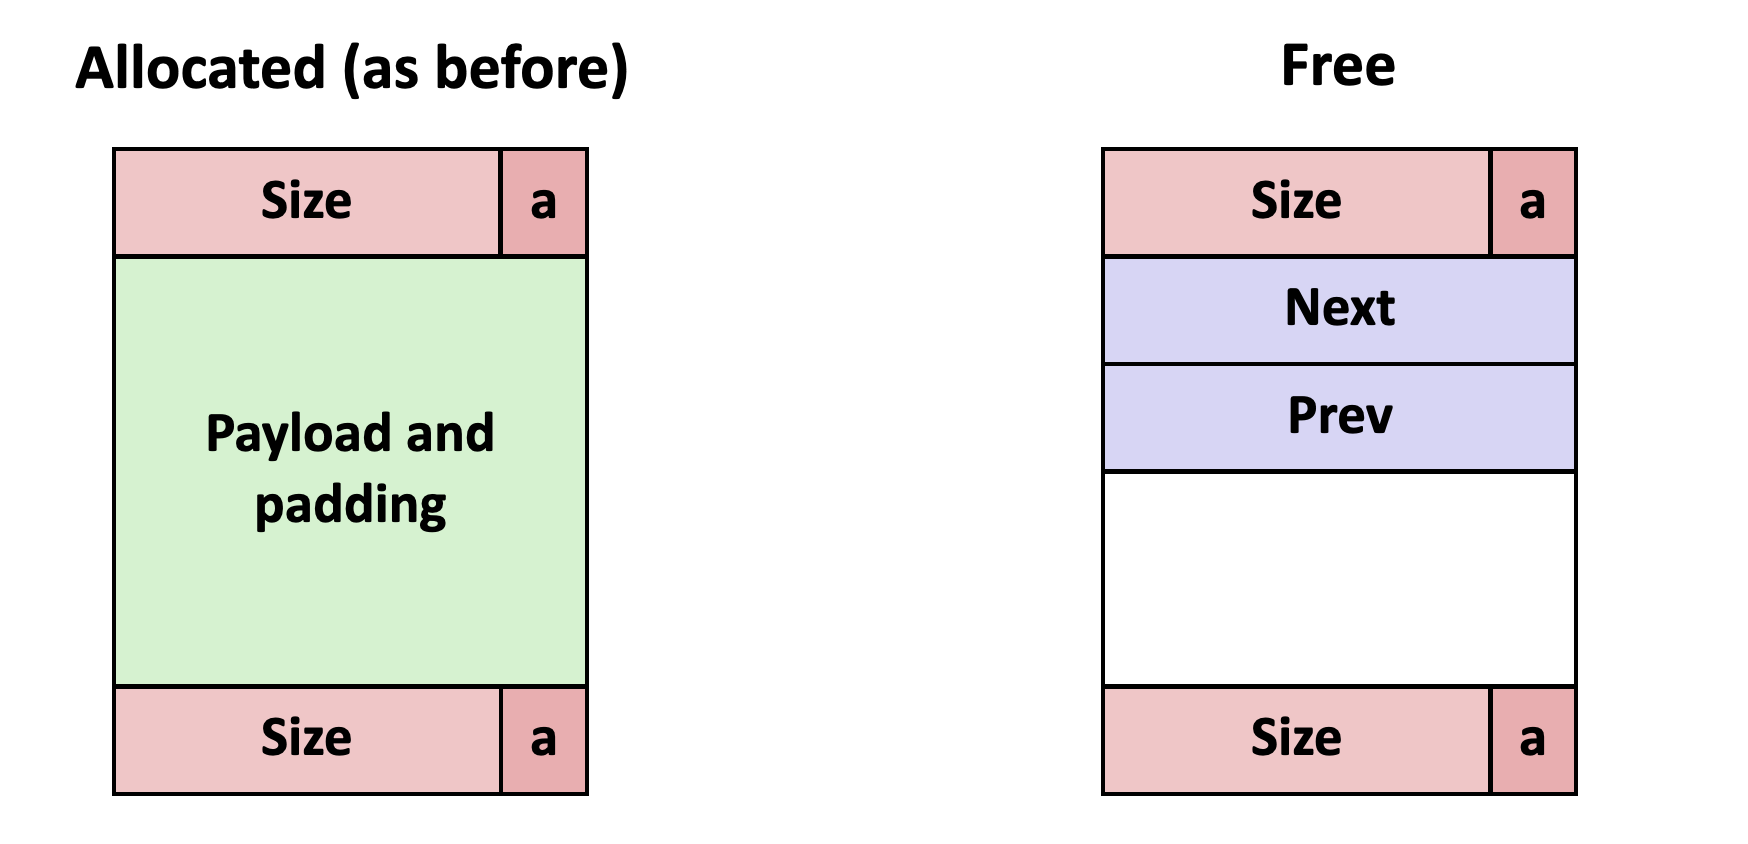 Allocated (as before)
Size a
Payload and
padding
Size a
Free
Size a
Next
Prev
Size a